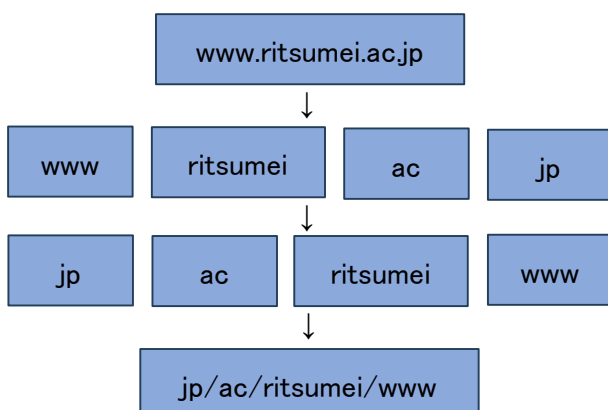 www.ritsumei.ac.jp
↓
www ritsumei ac jp
↓
jp ac ritsumei www
↓
jp/ac/ritsumei/www